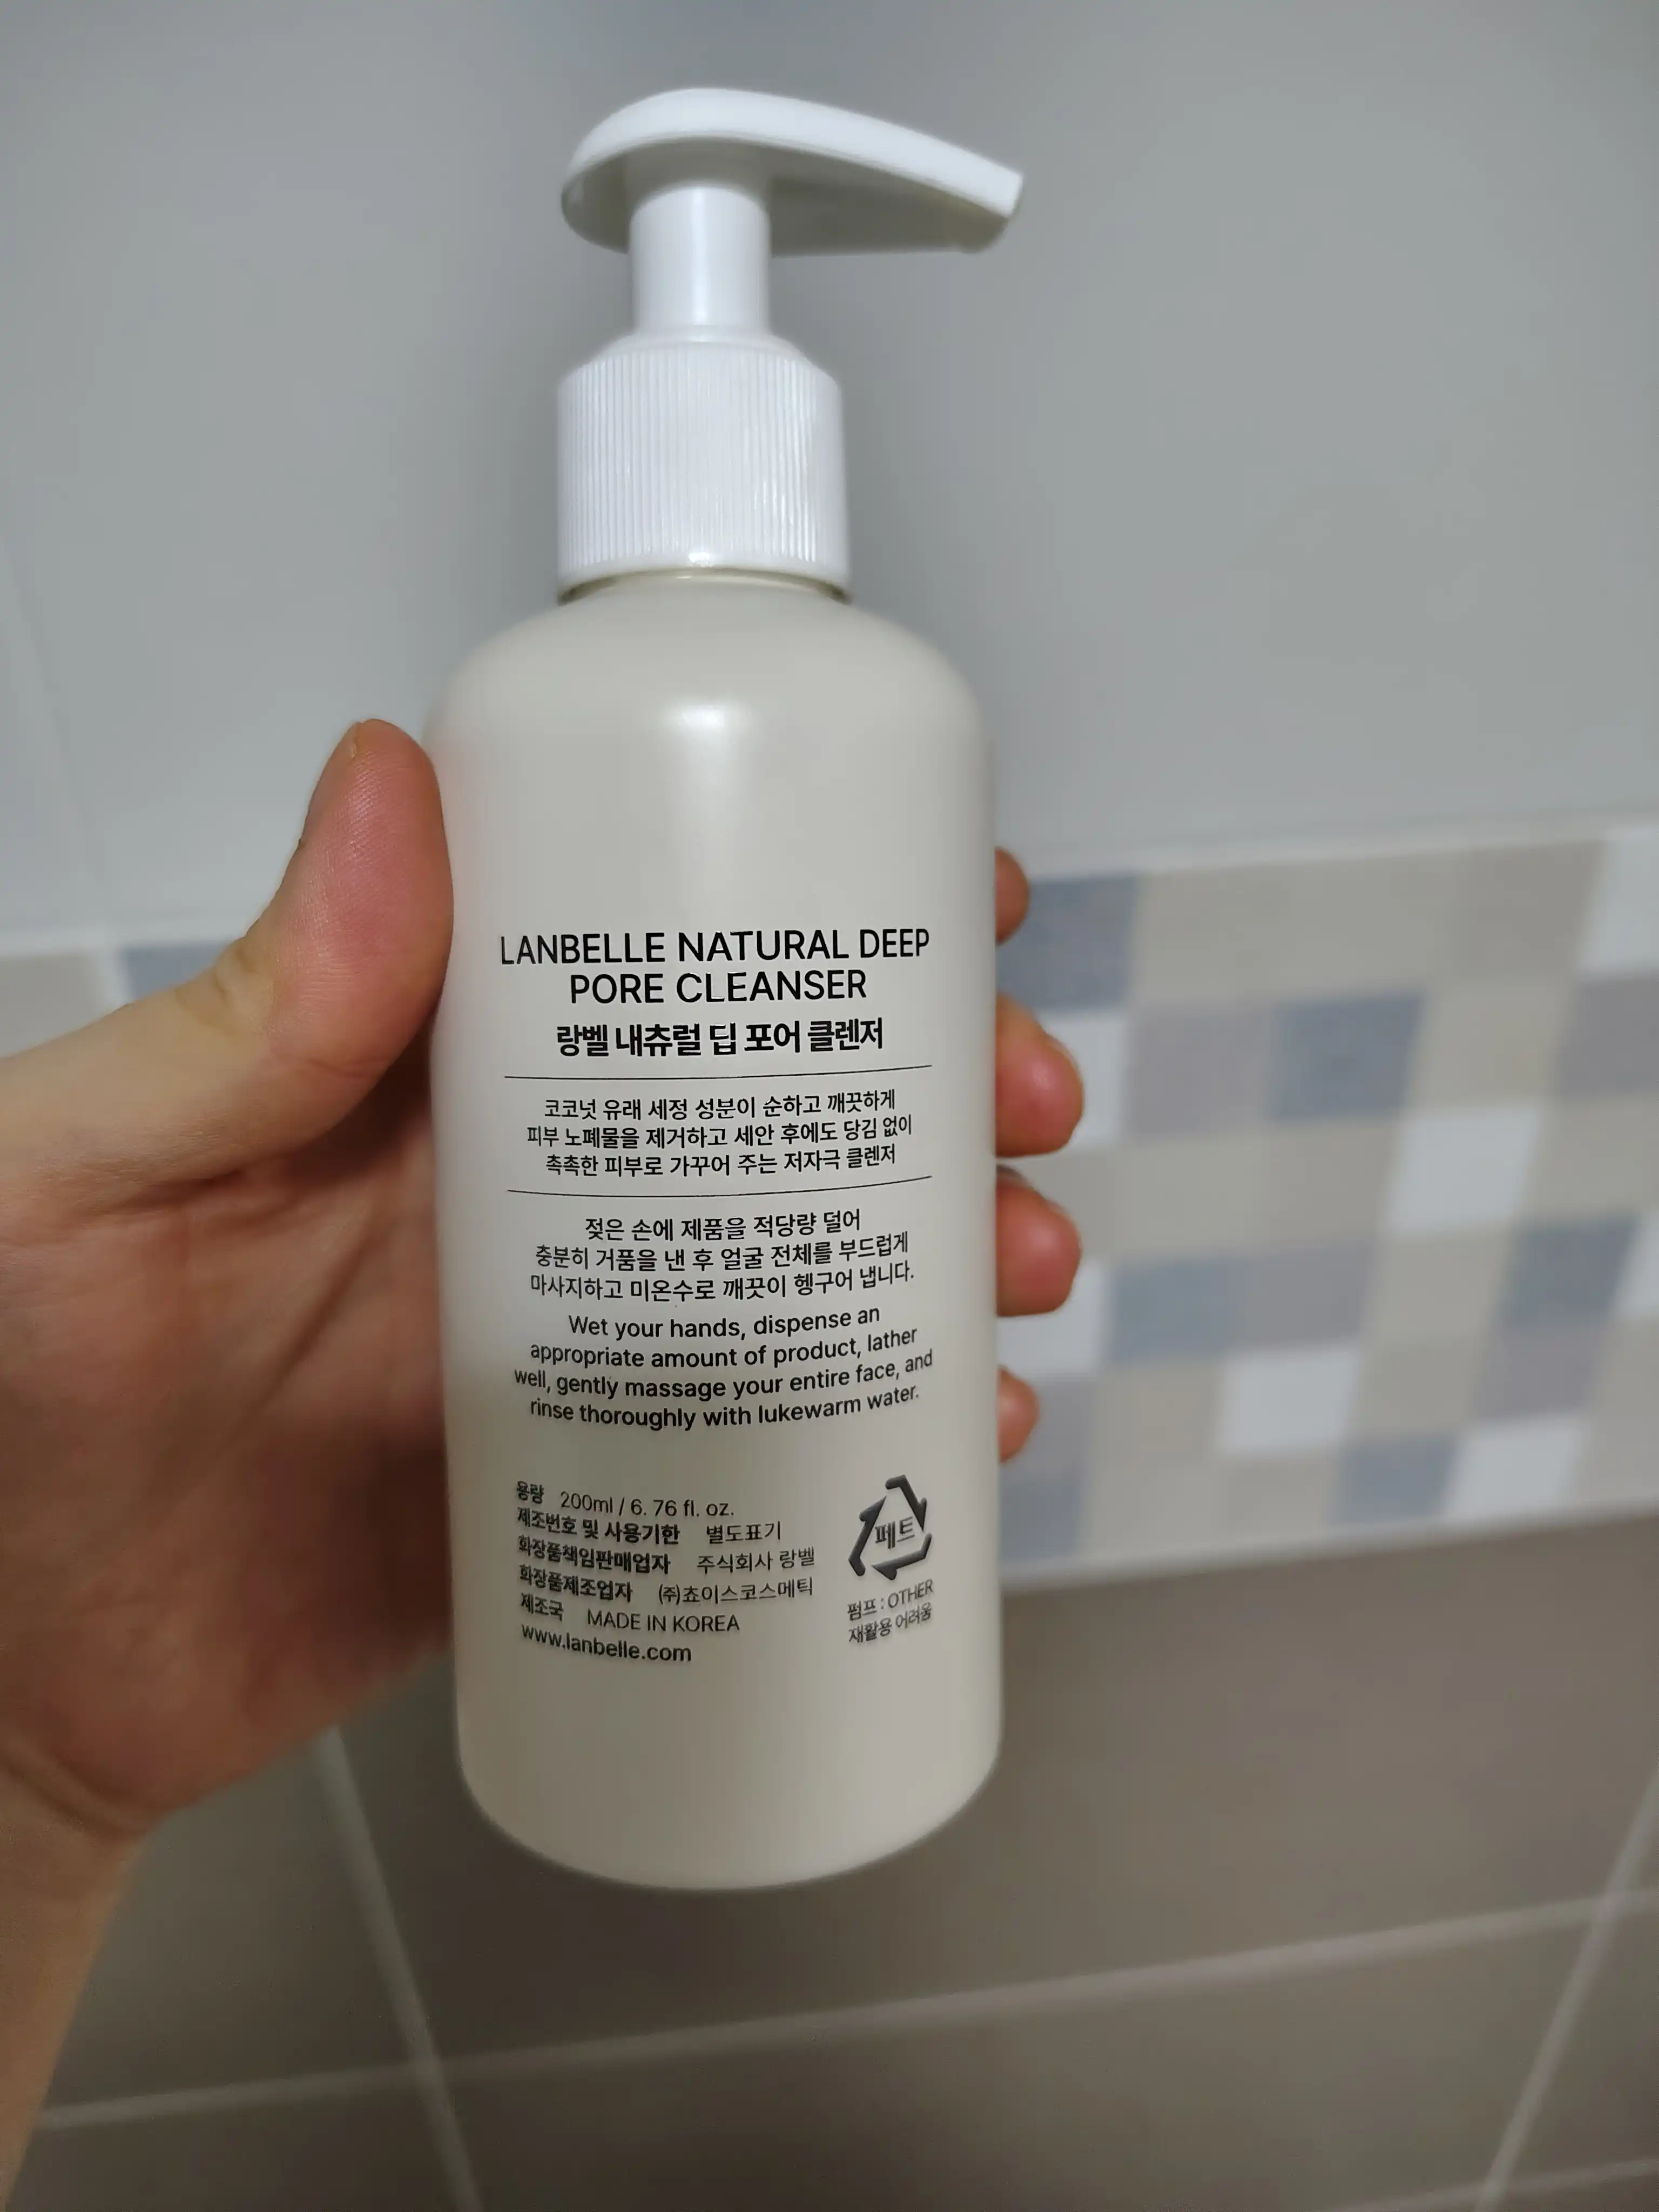 LANBELLE NATURAL DEEP
PORE CLEANSER
랑벨 내츄럴 딥 포어 클렌저
코코넛 유래 세정 성분이 순하고 깨끗하게
피부 노폐물을 제거하고 세안 후에도 당김 없이
촉촉한 피부로 가꾸어 주는 저자극 클렌저
젖은 손에 제품을 적당량 덜어
충분히 거품을 낸 후 얼굴 전체를 부드럽게
마사지하고 미온수로 깨끗이 헹구어 냅니다.
Wet your hands, dispense an
appropriate amount of product, lather
well, gently massage your entire face, and
rinse thoroughly with lukewarm water.
용량 200ml / 6. 76 fl. oz.
제조번호 및 사용기한 별도표기
화장품책임판매업자 주식회사 랑벨
화장품제조업자 (주)쵸이스코스메틱
제조국 MADE IN KOREA
www.lanbelle.com
페트
펌프 : OTHER
재활용 어려움